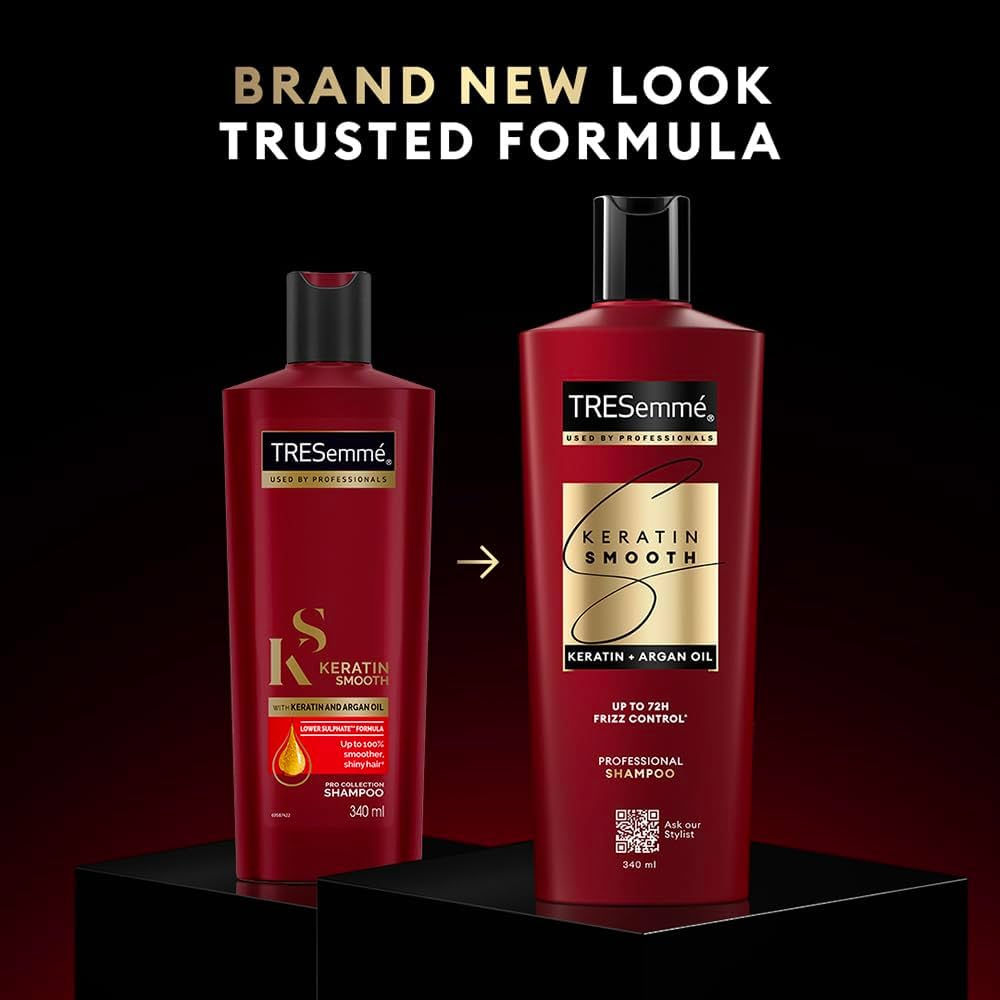 BRAND NEW LOOK
TRUSTED FORMULA
TRESemmé®
USED BY PROFESSIONALS
KS
KERATIN
SMOOTH
WITH KERATIN AND ARGAN OIL
LOWER SULPHATE** FORMULA
Up to 100%
smoother,
shiny hair*
PRO COLLECTION
SHAMPOO
69587422
340 ml
→
TRESemmé®
USED BY PROFESSIONALS
S
KERATIN
SMOOTH
KERATIN + ARGAN OIL
UP TO 72H
FRIZZ CONTROL*
PROFESSIONAL
SHAMPOO
Ask our
Stylist
340 ml